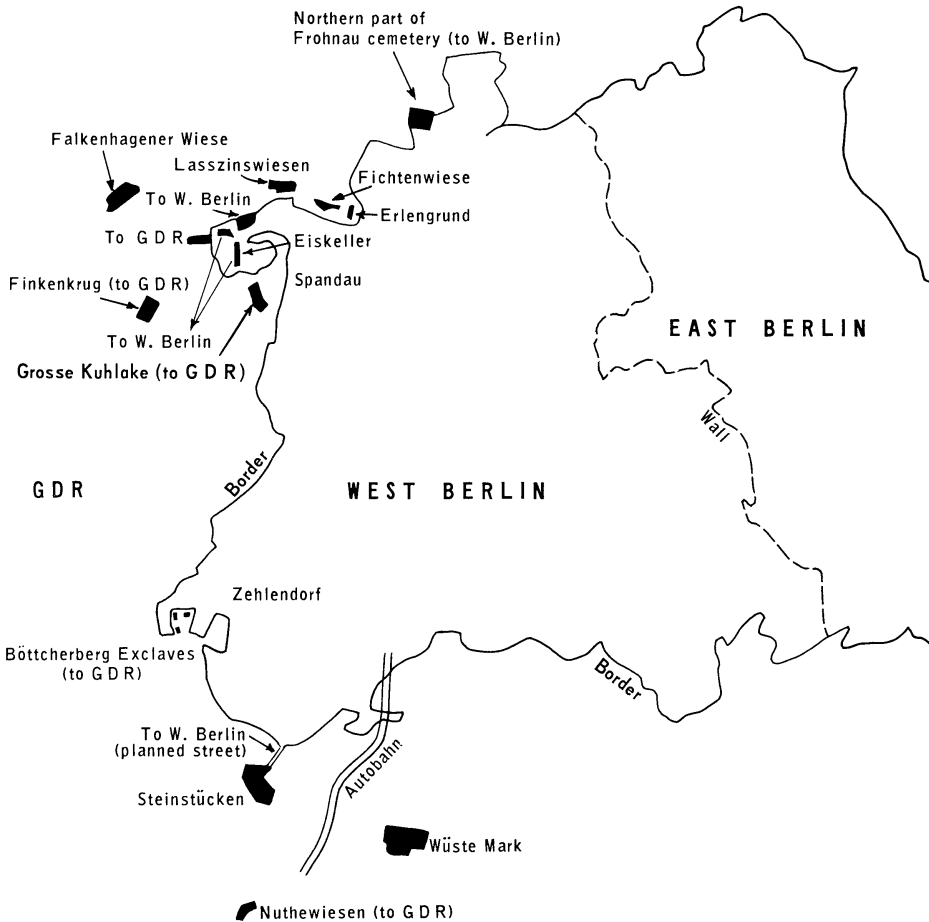 Northern part of
Frohnau cemetery (to W. Berlin)
Falkenhagener Wiese
Lasszinswiesen
Fichtenwiese
To W. Berlin
Erlengrund
To GDR
Eiskeller
Spandau
Finkenkrug (to GDR)
To W. Berlin
EAST BERLIN
Grosse Kuhlake (to GDR)
Wall
Border
GDR
WEST BERLIN
Zehlendorf
Böttcherberg Exclaves
(to GDR)
Border
To W. Berlin
(planned street)
Autobahn
Steinstücken
Wüste Mark
Nuthewiesen (to GDR)